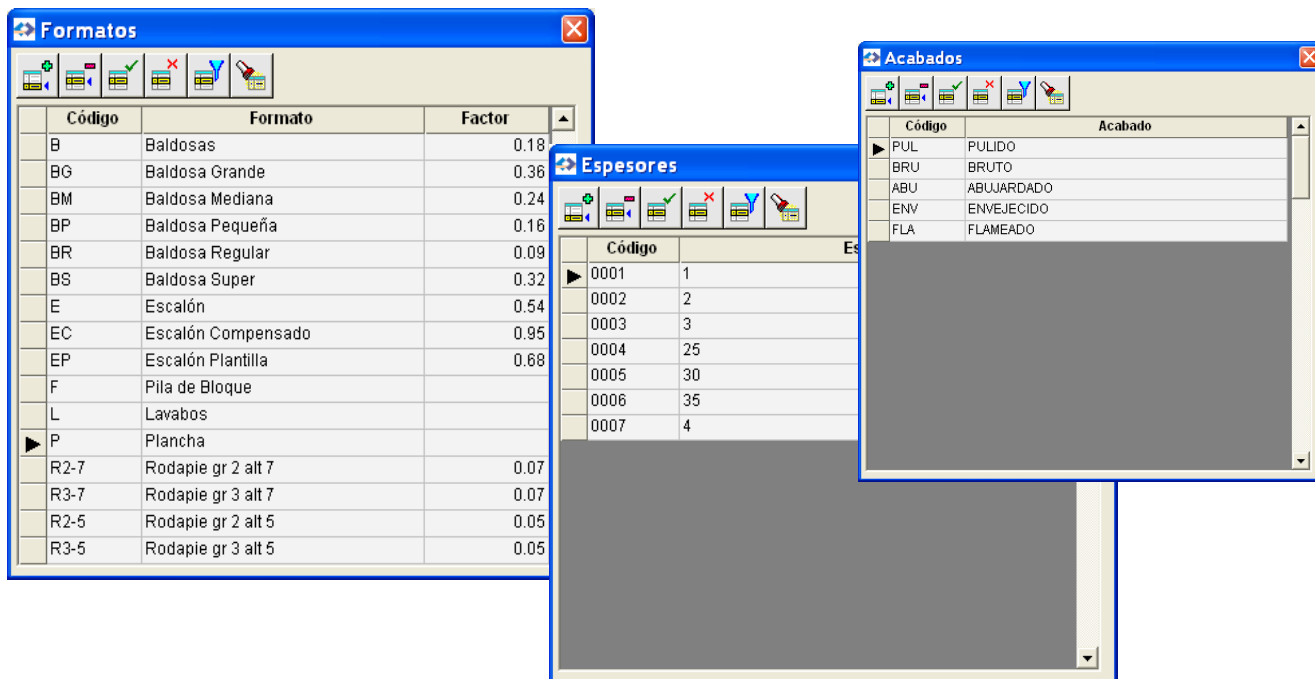 Formatos
Código Formato Factor
B Baldosas 0.18
BG Baldosa Grande 0.36
BM Baldosa Mediana 0.24
BP Baldosa Pequeña 0.16
BR Baldosa Regular 0.09
BS Baldosa Super 0.32
E Escalón 0.54
EC Escalón Compensado 0.95
EP Escalón Plantilla 0.68
F Pila de Bloque
L Lavabos
P Plancha
R2-7 Rodapie gr 2 alt 7 0.07
R3-7 Rodapie gr 3 alt 7 0.07
R2-5 Rodapie gr 2 alt 5 0.05
R3-5 Rodapie gr 3 alt 5 0.05
Espesores
Código Es
0001 1
0002 2
0003 3
0004 25
0005 30
0006 35
0007 4
Acabados
Código Acabado
PUL PULIDO
BRU BRUTO
ABU ABUJARDADO
ENV ENVEJECIDO
FLA FLAMEADO